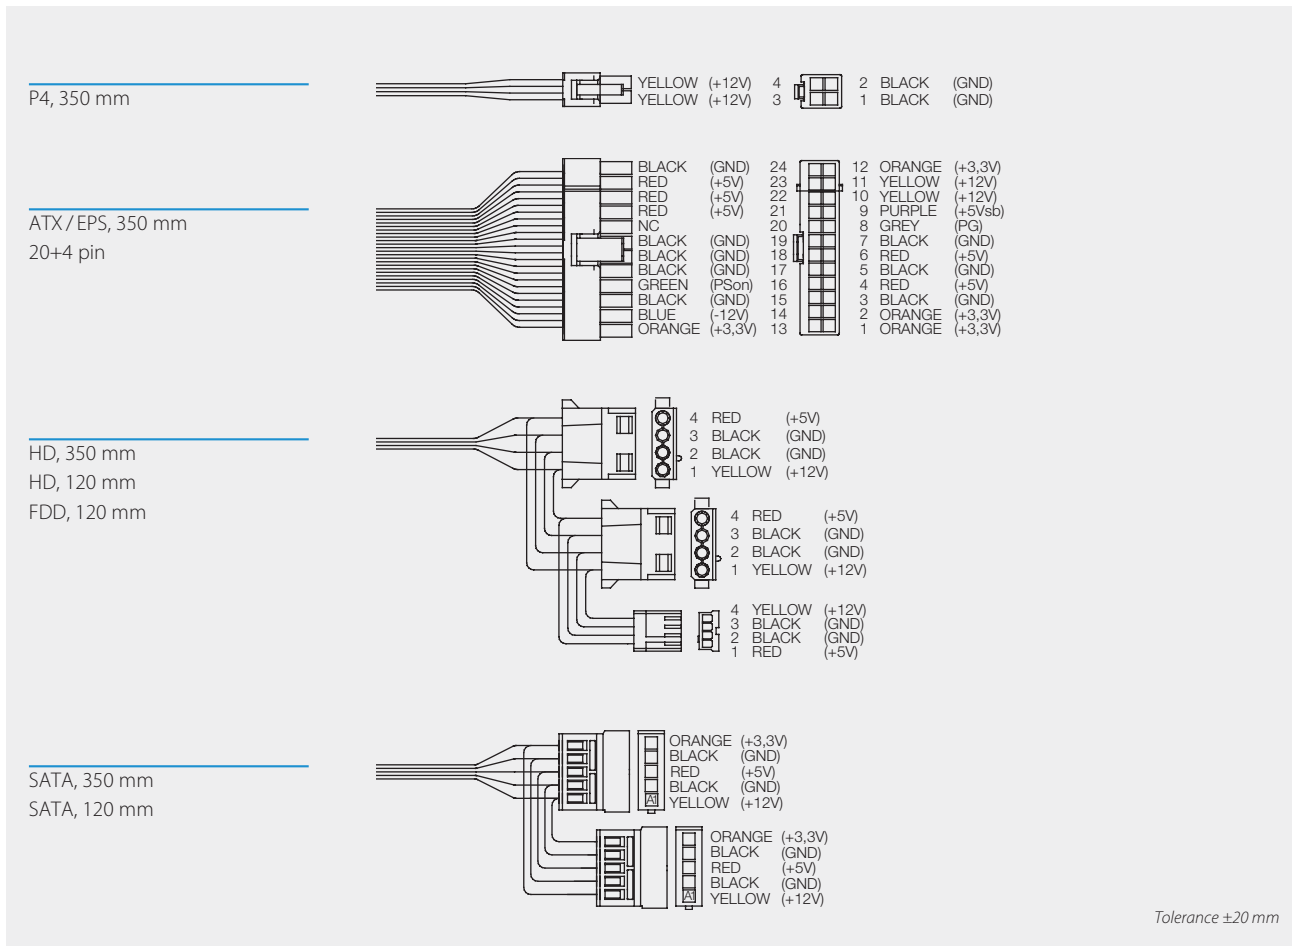 P4, 350 mm
YELLOW (+12V) 4 2 BLACK (GND)
YELLOW (+12V) 3 1 BLACK (GND)
ATX / EPS, 350 mm
20+4 pin
BLACK (GND) 24 12 ORANGE (+3,3V)
RED (+5V) 23 11 YELLOW (+12V)
RED (+5V) 22 10 YELLOW (+12V)
RED (+5V) 21 9 PURPLE (+5Vsb)
NC 20 8 GREY (PG)
BLACK (GND) 19 7 BLACK (GND)
BLACK (GND) 18 6 RED (+5V)
BLACK (GND) 17 5 BLACK (GND)
GREEN (PSon) 16 4 RED (+5V)
BLACK (GND) 15 3 BLACK (GND)
BLUE (-12V) 14 2 ORANGE (+3,3V)
ORANGE (+3,3V) 13 1 ORANGE (+3,3V)
HD, 350 mm
HD, 120 mm
FDD, 120 mm
4 RED (+5V)
3 BLACK (GND)
2 BLACK (GND)
1 YELLOW (+12V)
4 RED (+5V)
3 BLACK (GND)
2 BLACK (GND)
1 YELLOW (+12V)
4 YELLOW (+12V)
3 BLACK (GND)
2 BLACK (GND)
1 RED (+5V)
SATA, 350 mm
SATA, 120 mm
ORANGE (+3,3V)
BLACK (GND)
RED (+5V)
BLACK (GND)
A1 YELLOW (+12V)
ORANGE (+3,3V)
BLACK (GND)
RED (+5V)
BLACK (GND)
A1 YELLOW (+12V)
Tolerance ±20 mm